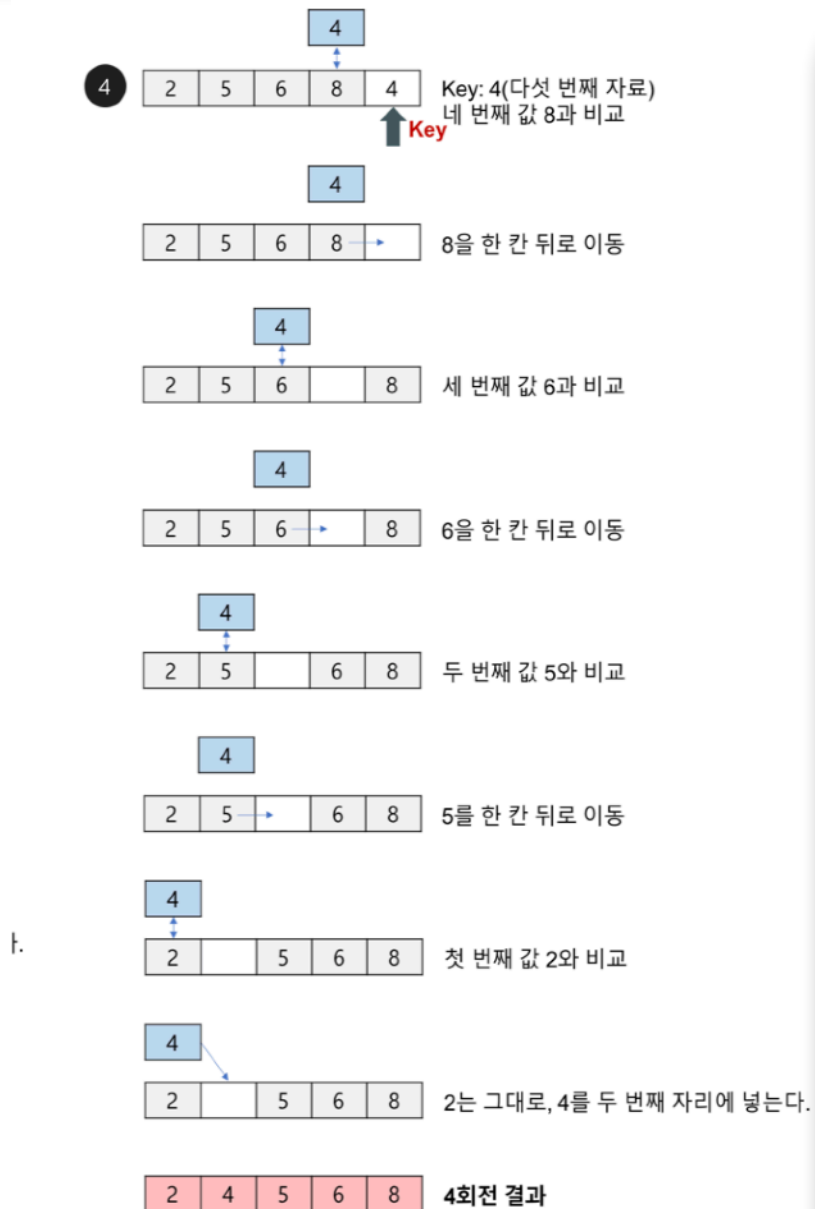 4
4
2 5 6 8 4
Key: 4(다섯 번째 자료)
네 번째 값 8과 비교
Key
4
2 5 6 8
8을 한 칸 뒤로 이동
4
2 5 6 8
세 번째 값 6과 비교
4
2 5 6 8
6을 한 칸 뒤로 이동
4
2 5 6 8
두 번째 값 5와 비교
4
2 5 6 8
5를 한 칸 뒤로 이동
4
2 5 6 8
첫 번째 값 2와 비교
ㅏ.
4
2 5 6 8
2는 그대로, 4를 두 번째 자리에 넣는다.
2 4 5 6 8
4회전 결과